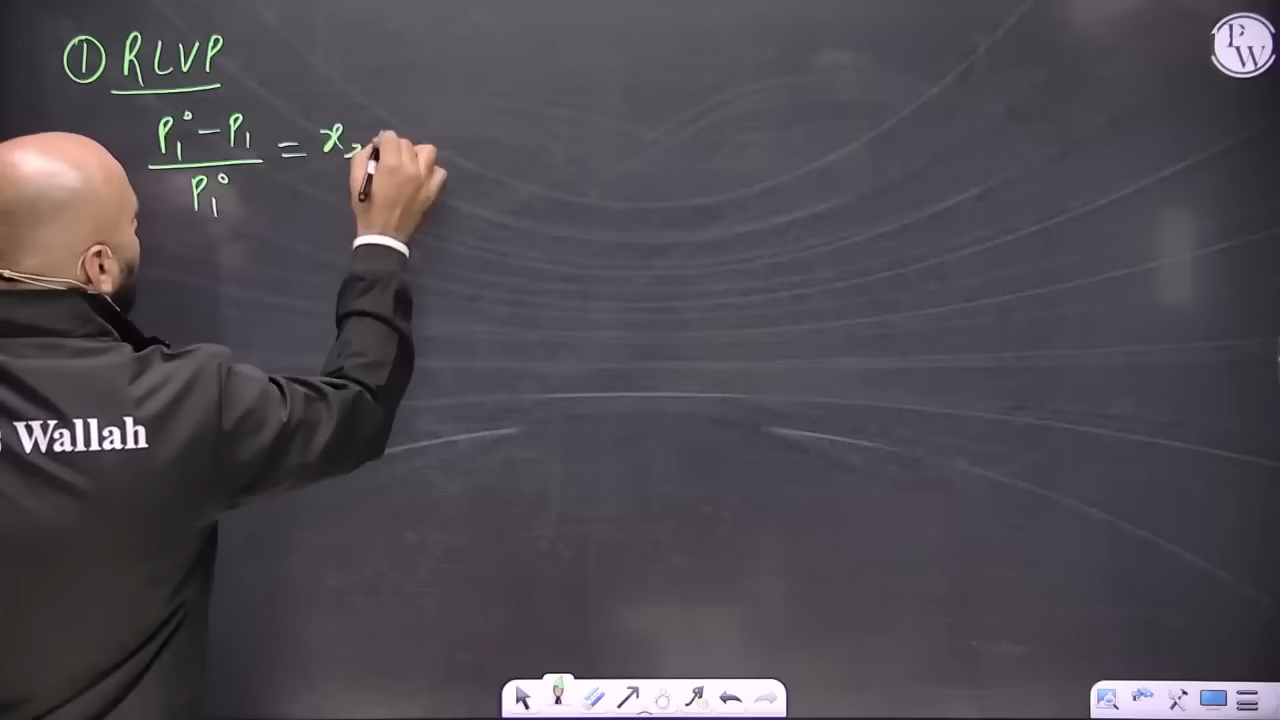 ① RLVP
P₁° - P₁ / P₁° = x₂
Wallah
PW